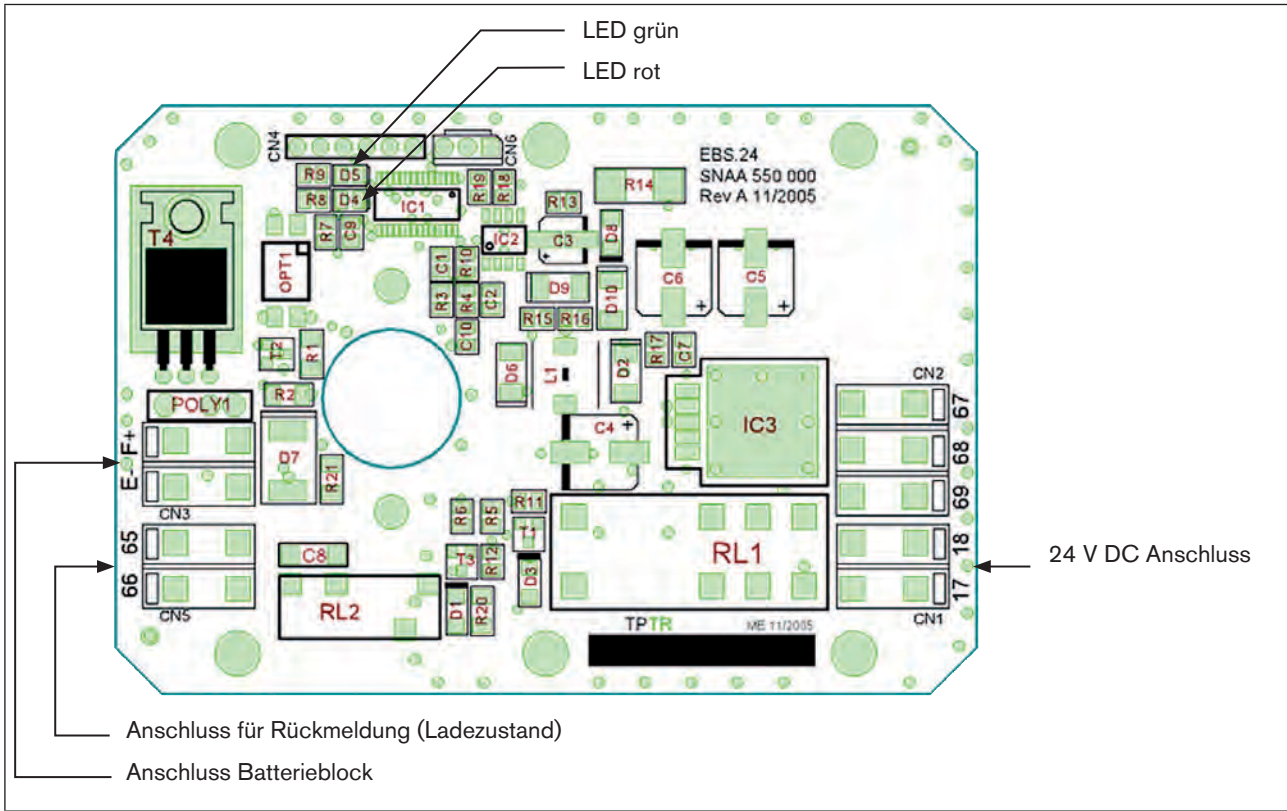 LED grün
LED rot
CN4
CN6
EBS.24
SNAA 550 000
Rev A 11/2005
R9
D5
R8
D4
IC1
R19
R18
R14
R13
T4
R7
C9
IC2
C3
D8
OPT1
C1
R10
C6
C5
D9
D10
R3
R4
C2
R15
R16
C10
T2
R1
D6
L1
D2
R17
C7
R2
POLY1
IC3
CN2
67
F+
E-
D7
R21
C4
68
69
CN3
R6
R5
R11
65
C8
T1
RL1
18
24 V DC Anschluss
T3
R12
66
D3
17
CN5
RL2
D1
R20
CN1
TPTR
ME 11/2005
Anschluss für Rückmeldung (Ladezustand)
Anschluss Batterieblock